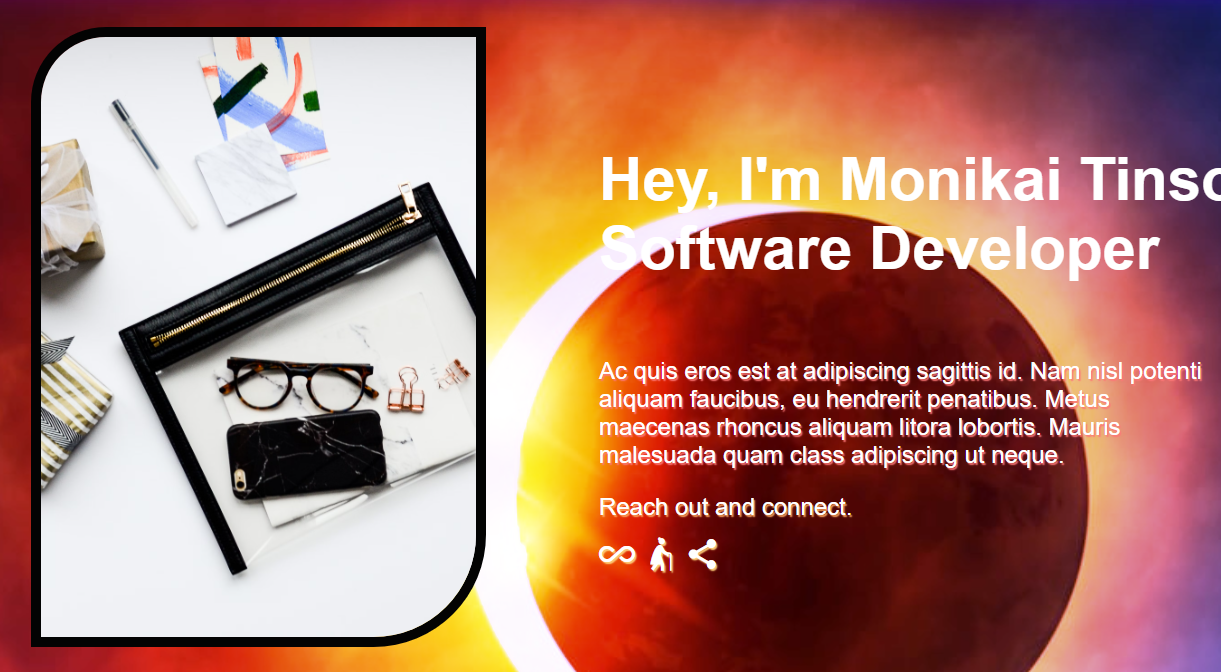 Hey, I'm Monikai Tinso
Software Developer
Ac quis eros est at adipiscing sagittis id. Nam nisl potenti
aliquam faucibus, eu hendrerit penatibus. Metus
maecenas rhoncus aliquam litora lobortis. Mauris
malesuada quam class adipiscing ut neque.
Reach out and connect.